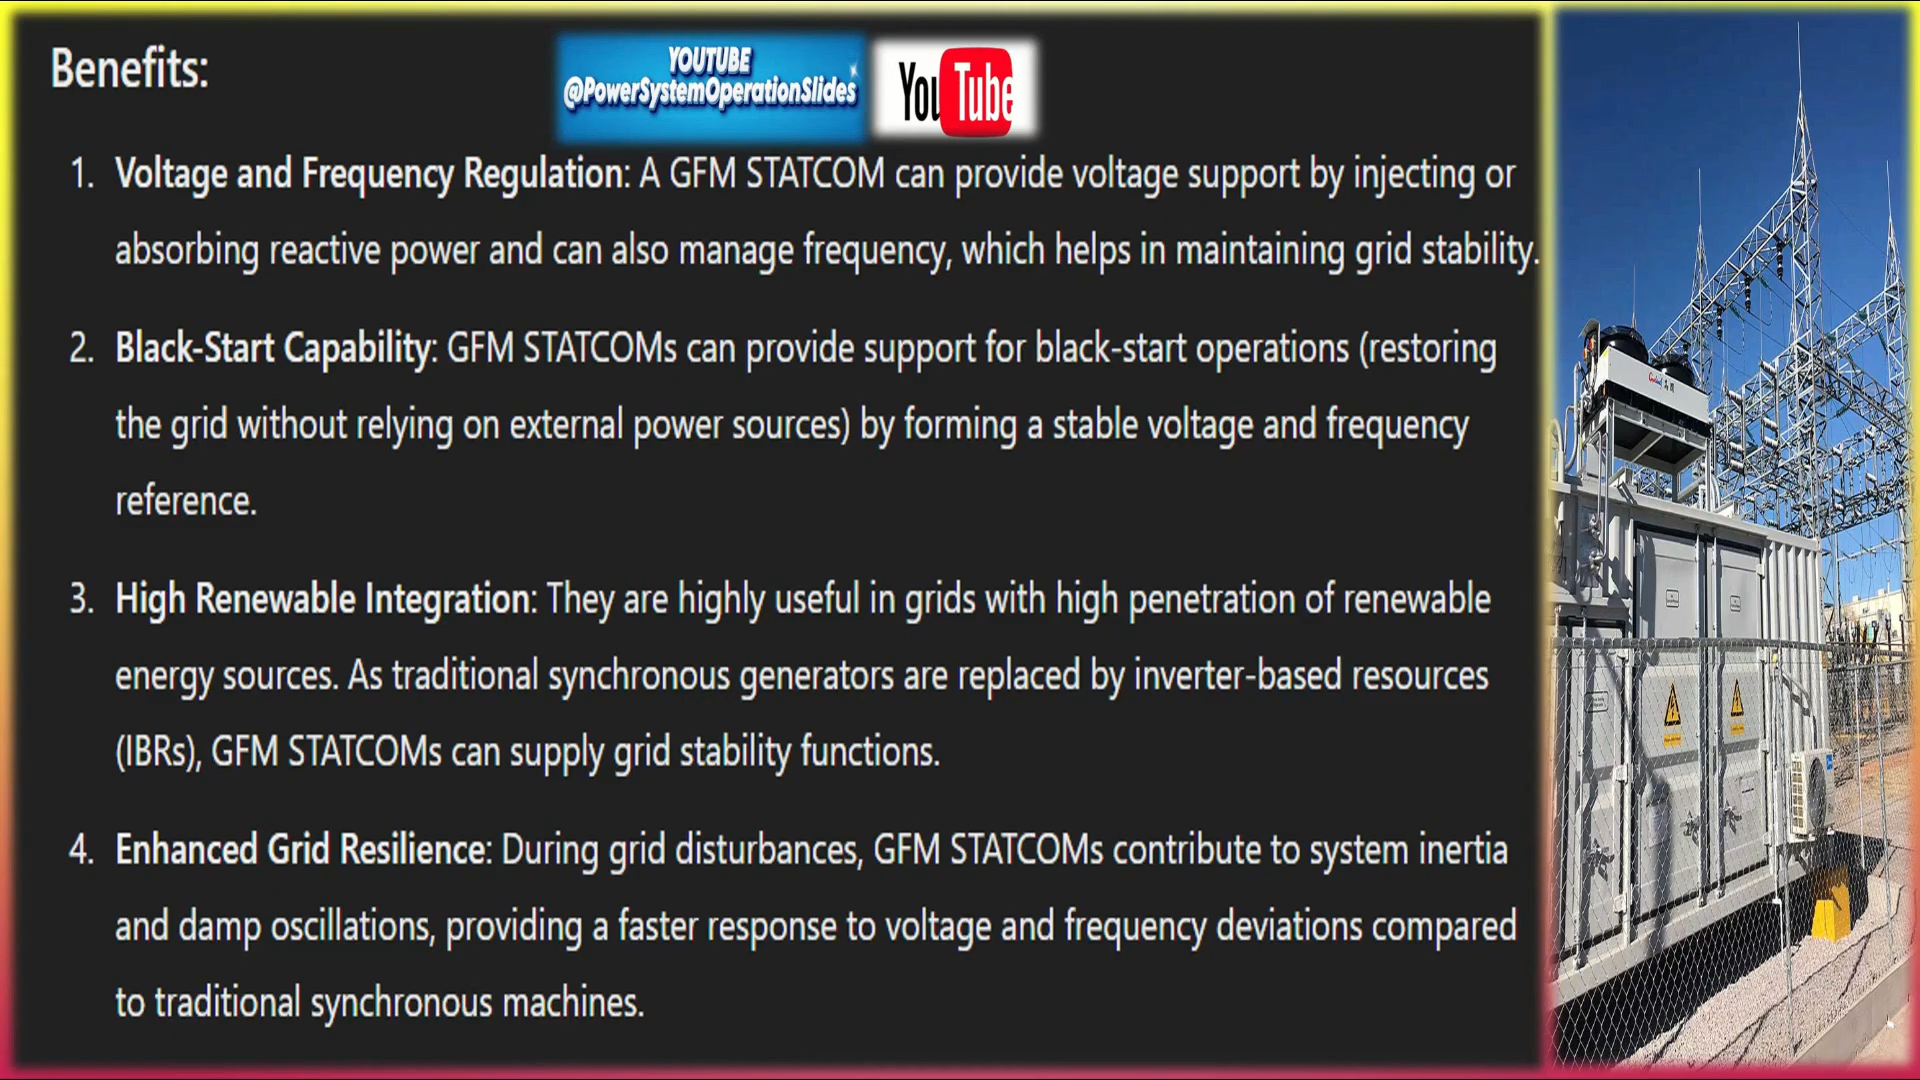 Benefits:
YOUTUBE
@PowerSystemOperationSlides
YouTube
1. Voltage and Frequency Regulation: A GFM STATCOM can provide voltage support by injecting or
absorbing reactive power and can also manage frequency, which helps in maintaining grid stability.
2. Black-Start Capability: GFM STATCOMs can provide support for black-start operations (restoring
the grid without relying on external power sources) by forming a stable voltage and frequency
reference.
3. High Renewable Integration: They are highly useful in grids with high penetration of renewable
energy sources. As traditional synchronous generators are replaced by inverter-based resources
(IBRs), GFM STATCOMs can supply grid stability functions.
4. Enhanced Grid Resilience: During grid disturbances, GFM STATCOMs contribute to system inertia
and damp oscillations, providing a faster response to voltage and frequency deviations compared
to traditional synchronous machines.